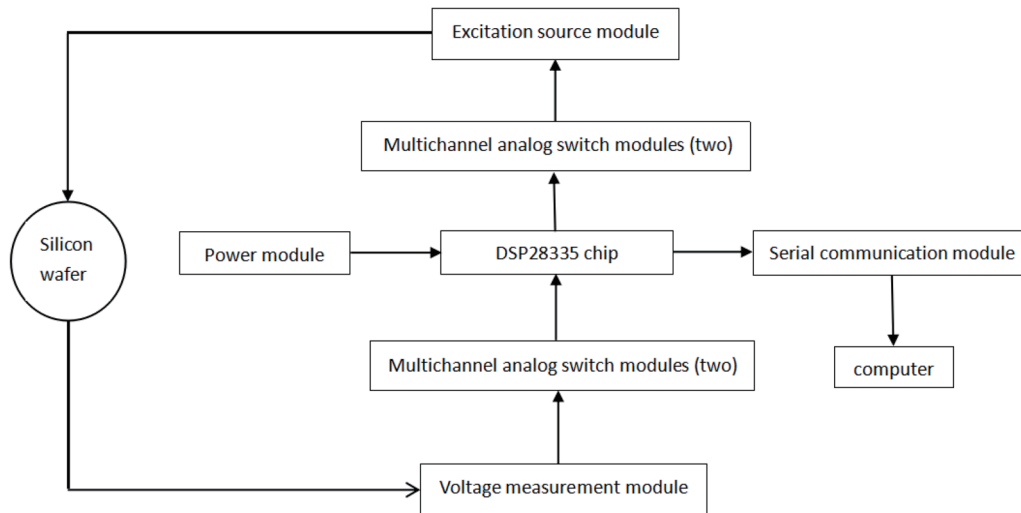 Excitation source module
Multichannel analog switch modules (two)
Silicon
wafer
Power module
DSP28335 chip
Serial communication module
Multichannel analog switch modules (two)
computer
Voltage measurement module